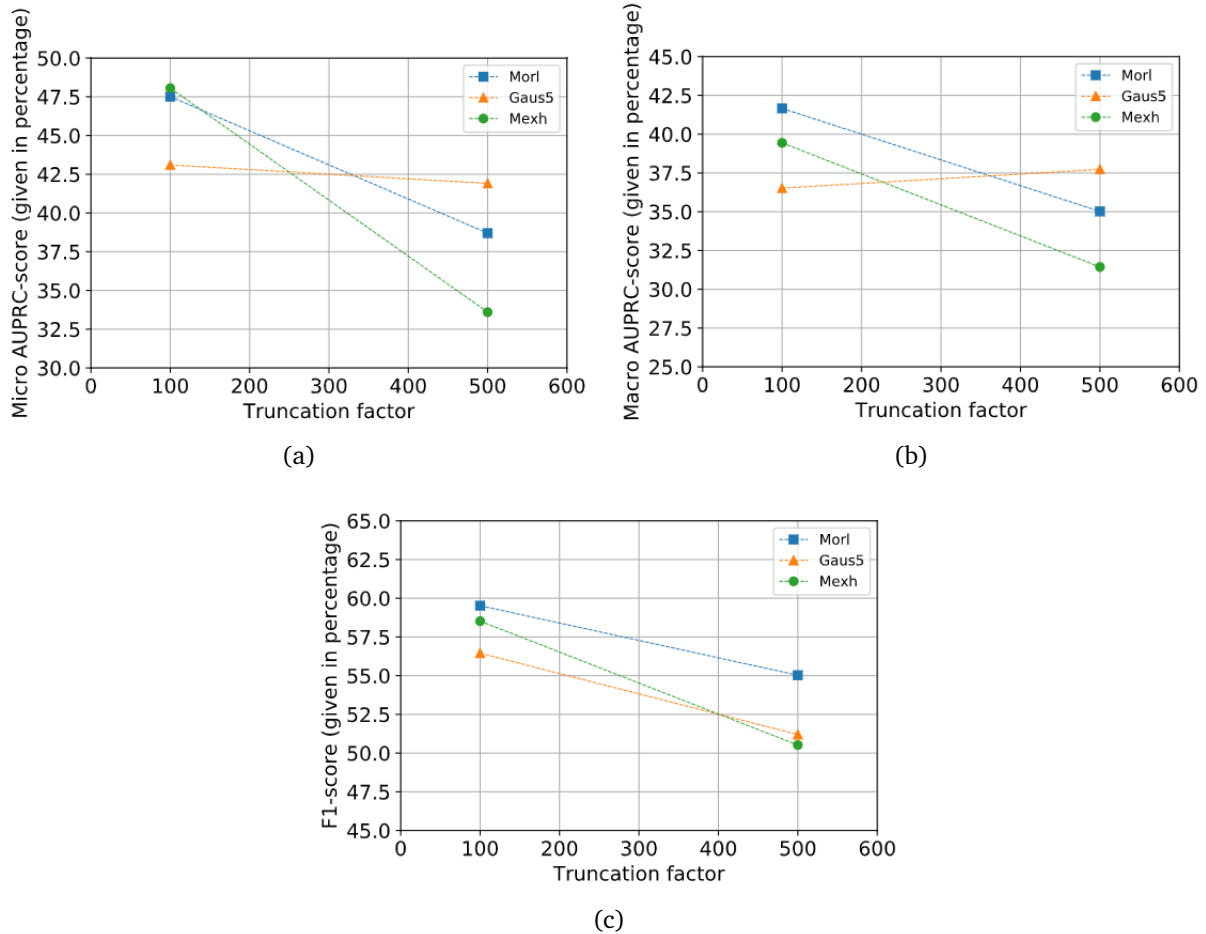 Micro AUPRC-score (given in percentage)
50.0
47.5
45.0
42.5
40.0
37.5
35.0
32.5
30.0
0 100 200 300 400 500 600
Truncation factor
Morl
Gaus5
Mexh
(a)
Macro AUPRC-score (given in percentage)
45.0
42.5
40.0
37.5
35.0
32.5
30.0
27.5
25.0
0 100 200 300 400 500 600
Truncation factor
Morl
Gaus5
Mexh
(b)
F1-score (given in percentage)
65.0
62.5
60.0
57.5
55.0
52.5
50.0
47.5
45.0
0 100 200 300 400 500 600
Truncation factor
Morl
Gaus5
Mexh
(c)